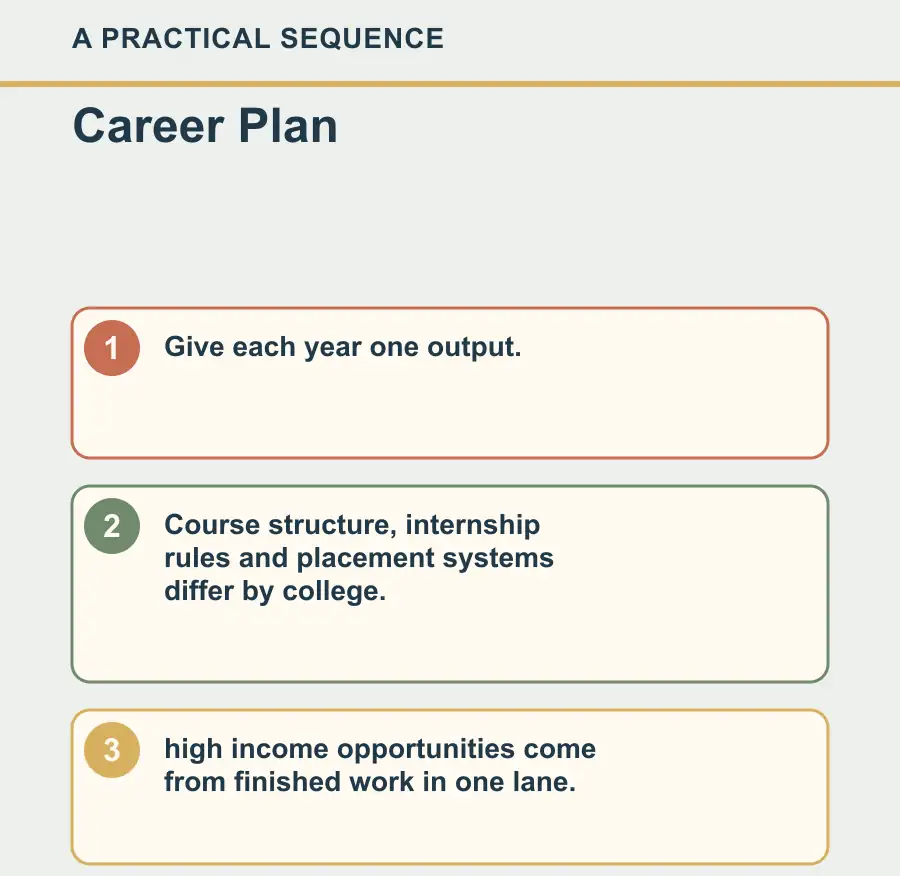 A PRACTICAL SEQUENCE
Career Plan
1
Give each year one output.
2
Course structure, internship
rules and placement systems
differ by college.
3
high income opportunities come
from finished work in one lane.